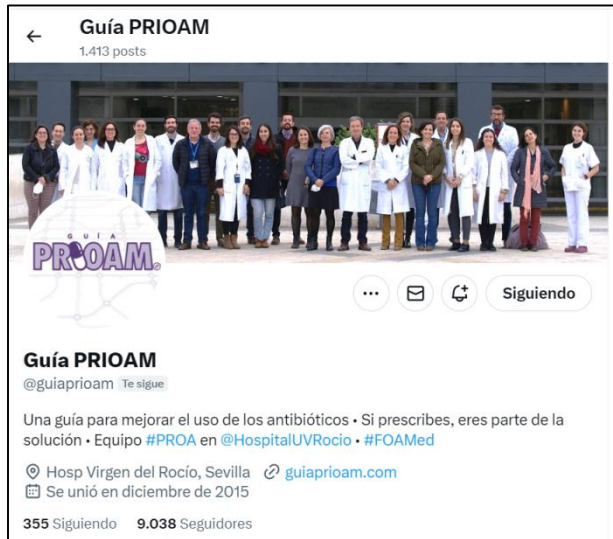 Guía PRIOAM
1.413 posts
GUÍA
PRIOAM
Siguiendo
Guía PRIOAM
@guiaprioam Te sigue
Una guía para mejorar el uso de los antibióticos • Si prescribes, eres parte de la
solución • Equipo #PROA en @HospitalUVRocio • #FOAMed
Hosp Virgen del Rocío, Sevilla guiaprioam.com
Se unió en diciembre de 2015
355 Siguiendo 9.038 Seguidores